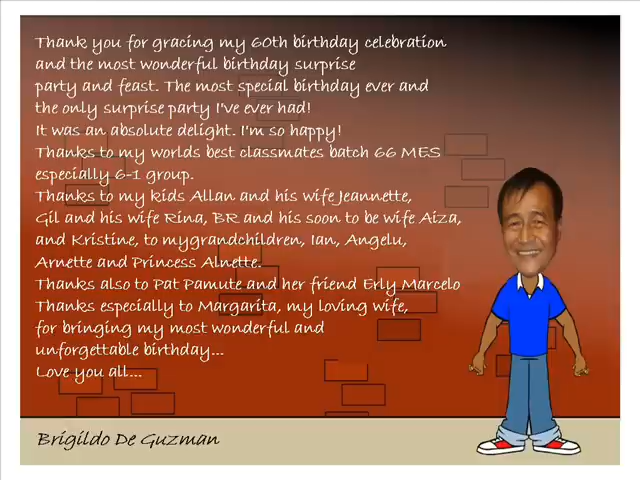 Thank you for gracing my 60th birthday celebration
and the most wonderful birthday surprise
party and feast. The most special birthday ever and
the only surprise party I've ever had!
It was an absolute delight. I'm so happy!
Thanks to my worlds best classmates batch 66 MES
especially 6-1 group.
Thanks to my kids Allan and his wife Jeannette,
Gil and his wife Rina, BR and his soon to be wife Aiza,
and Kristine, to mygrandchildren, Ian, Angelu,
Arnette and Princess Alnette.
Thanks also to Pat Pamute and her friend Erly Marcelo
Thanks especially to Margarita, my loving wife,
for bringing my most wonderful and
unforgettable birthday...
Love you all...
Brigildo De Guzman